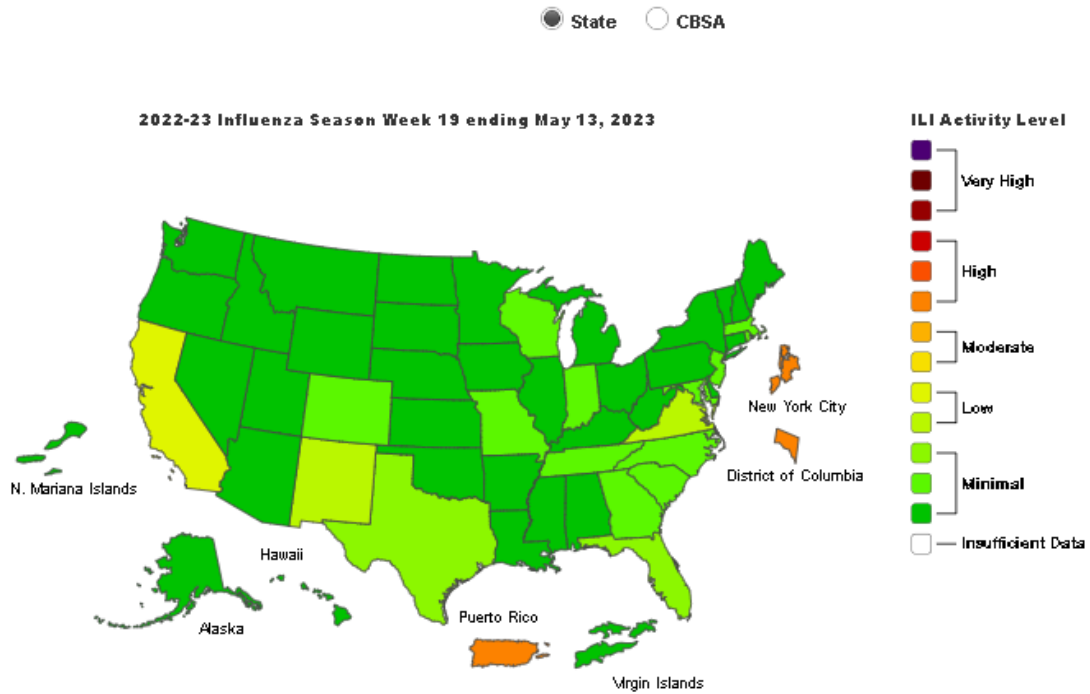 State CBSA
2022-23 Influenza Season Week 19 ending May 13, 2023
ILI Activity Level
Very High
High
Moderate
Low
Minimal
Insufficient Data
New York City
District of Columbia
N. Mariana Islands
Hawaii
Alaska
Puerto Rico
Virgin Islands